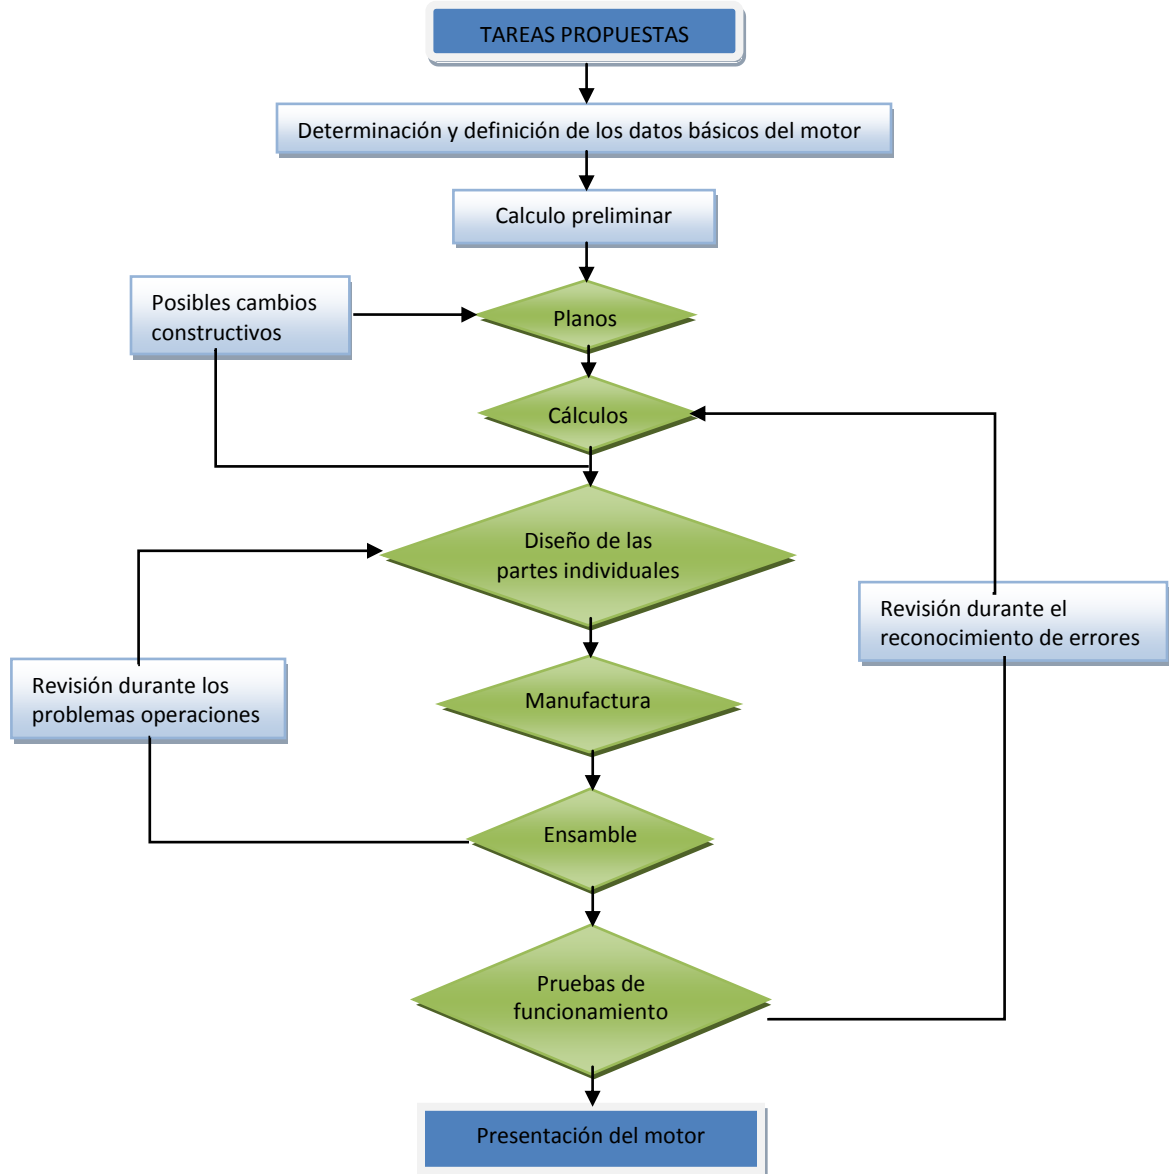 TAREAS PROPUESTAS
Determinación y definición de los datos básicos del motor
Calculo preliminar
Posibles cambios
constructivos
Planos
Cálculos
Diseño de las
partes individuales
Revisión durante el
reconocimiento de errores
Revisión durante los
problemas operaciones
Manufactura
Ensamble
Pruebas de
funcionamiento
Presentación del motor